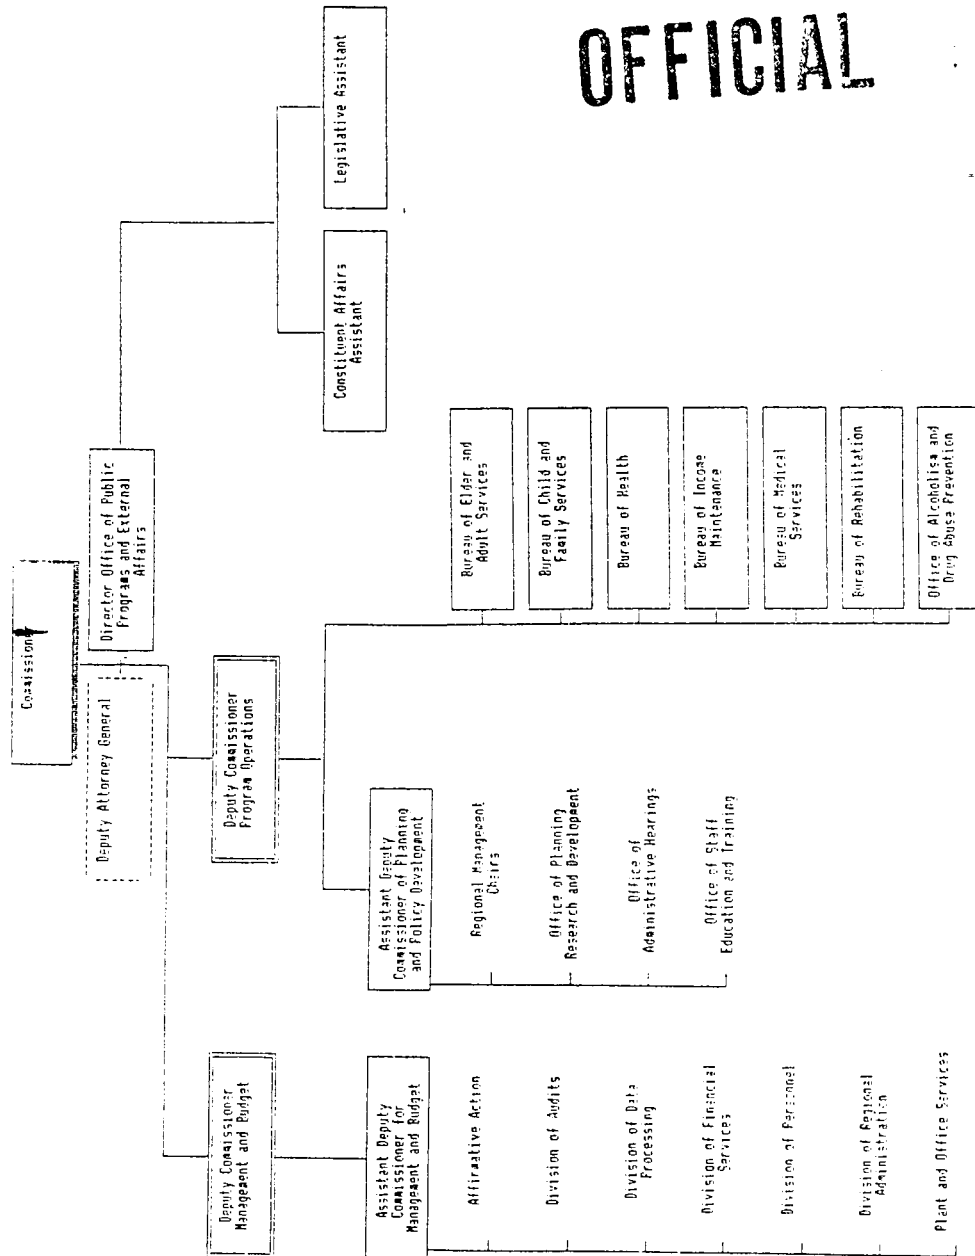 OFFICIAL
Commissioner
Deputy Attorney General
Director Office of Public
Programs and External
Affairs
Deputy Commissioner
Management and Budget
Deputy Commissioner
Program Operations
Constituent Affairs
Assistant
Legislative Assistant
Assistant Deputy
Commissioner for
Management and Budget
Affirmative Action
Division of Audits
Division of Data
Processing
Division of Financial
Services
Division of Personnel
Division of Regional
Administration
Plant and Office Services
Assistant Deputy
Commissioner of Planning
and Policy Development
Regional Management
Chairs
Office of Planning
Research and Development
Office of
Administrative Hearings
Office of Staff
Education and Training
Bureau of Elder and
Adult Services
Bureau of Child and
Family Services
Bureau of Health
Bureau of Income
Maintenance
Bureau of Medical
Services
Bureau of Rehabilitation
Office of Alcoholism and
Drug Abuse Prevention